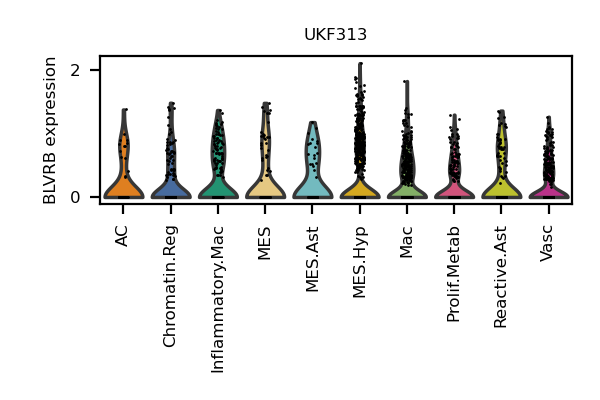 UKF313
BLVRB expression
2
0
AC
Chromatin.Reg
Inflammatory.Mac
MES
MES.Ast
MES.Hyp
Mac
Prolif.Metab
Reactive.Ast
Vasc